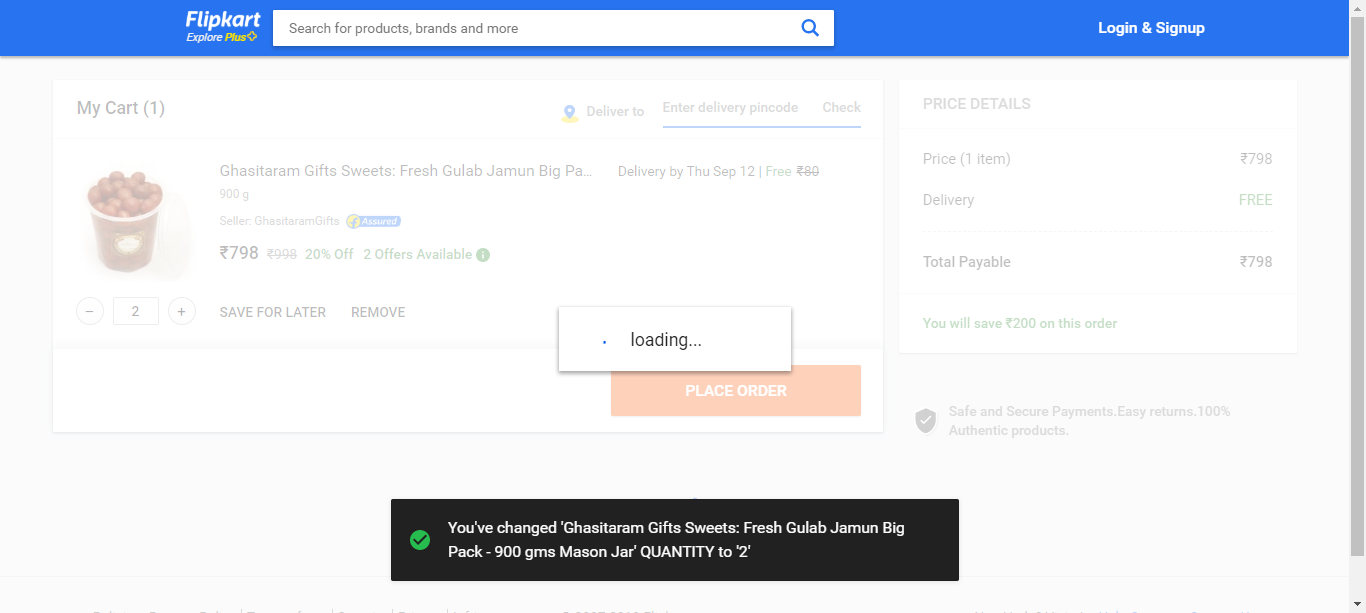 Flipkart
Explore Plus
Search for products, brands and more
Login & Signup
My Cart (1)
Deliver to
Enter delivery pincode
Check
Ghasitaram Gifts Sweets: Fresh Gulab Jamun Big Pa...
900 g
Seller: GhasitaramGifts
Assured
₹798 ₹998 20% Off 2 Offers Available
Delivery by Thu Sep 12 | Free ₹80
− 2 +
SAVE FOR LATER
REMOVE
loading...
PLACE ORDER
PRICE DETAILS
Price (1 item) ₹798
Delivery FREE
Total Payable ₹798
You will save ₹200 on this order
Safe and Secure Payments.Easy returns.100%
Authentic products.
You've changed 'Ghasitaram Gifts Sweets: Fresh Gulab Jamun Big
Pack - 900 gms Mason Jar' QUANTITY to '2'